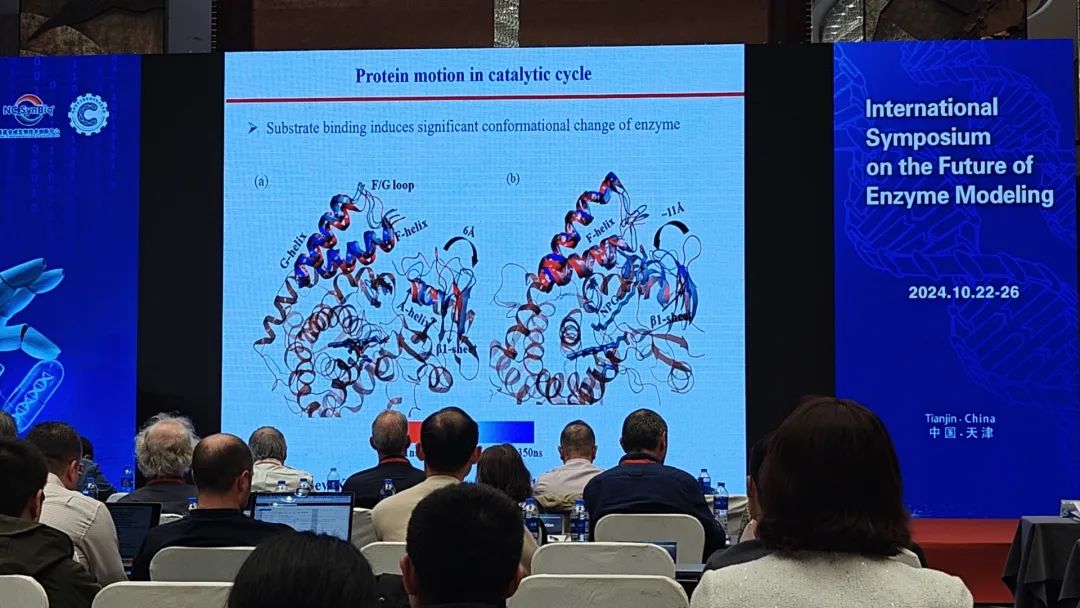 Protein motion in catalytic cycle
➢ Substrate binding induces significant conformational change of enzyme
(a)
F/G loop
G-helix
F-helix
6Å
A-helix
β1-sheet
(b)
F-helix
~11Å
β1-sheet
350ns
NC SynBio
International
Symposium
on the Future of
Enzyme Modeling
2024.10.22-26
Tianjin · China
中国 · 天津